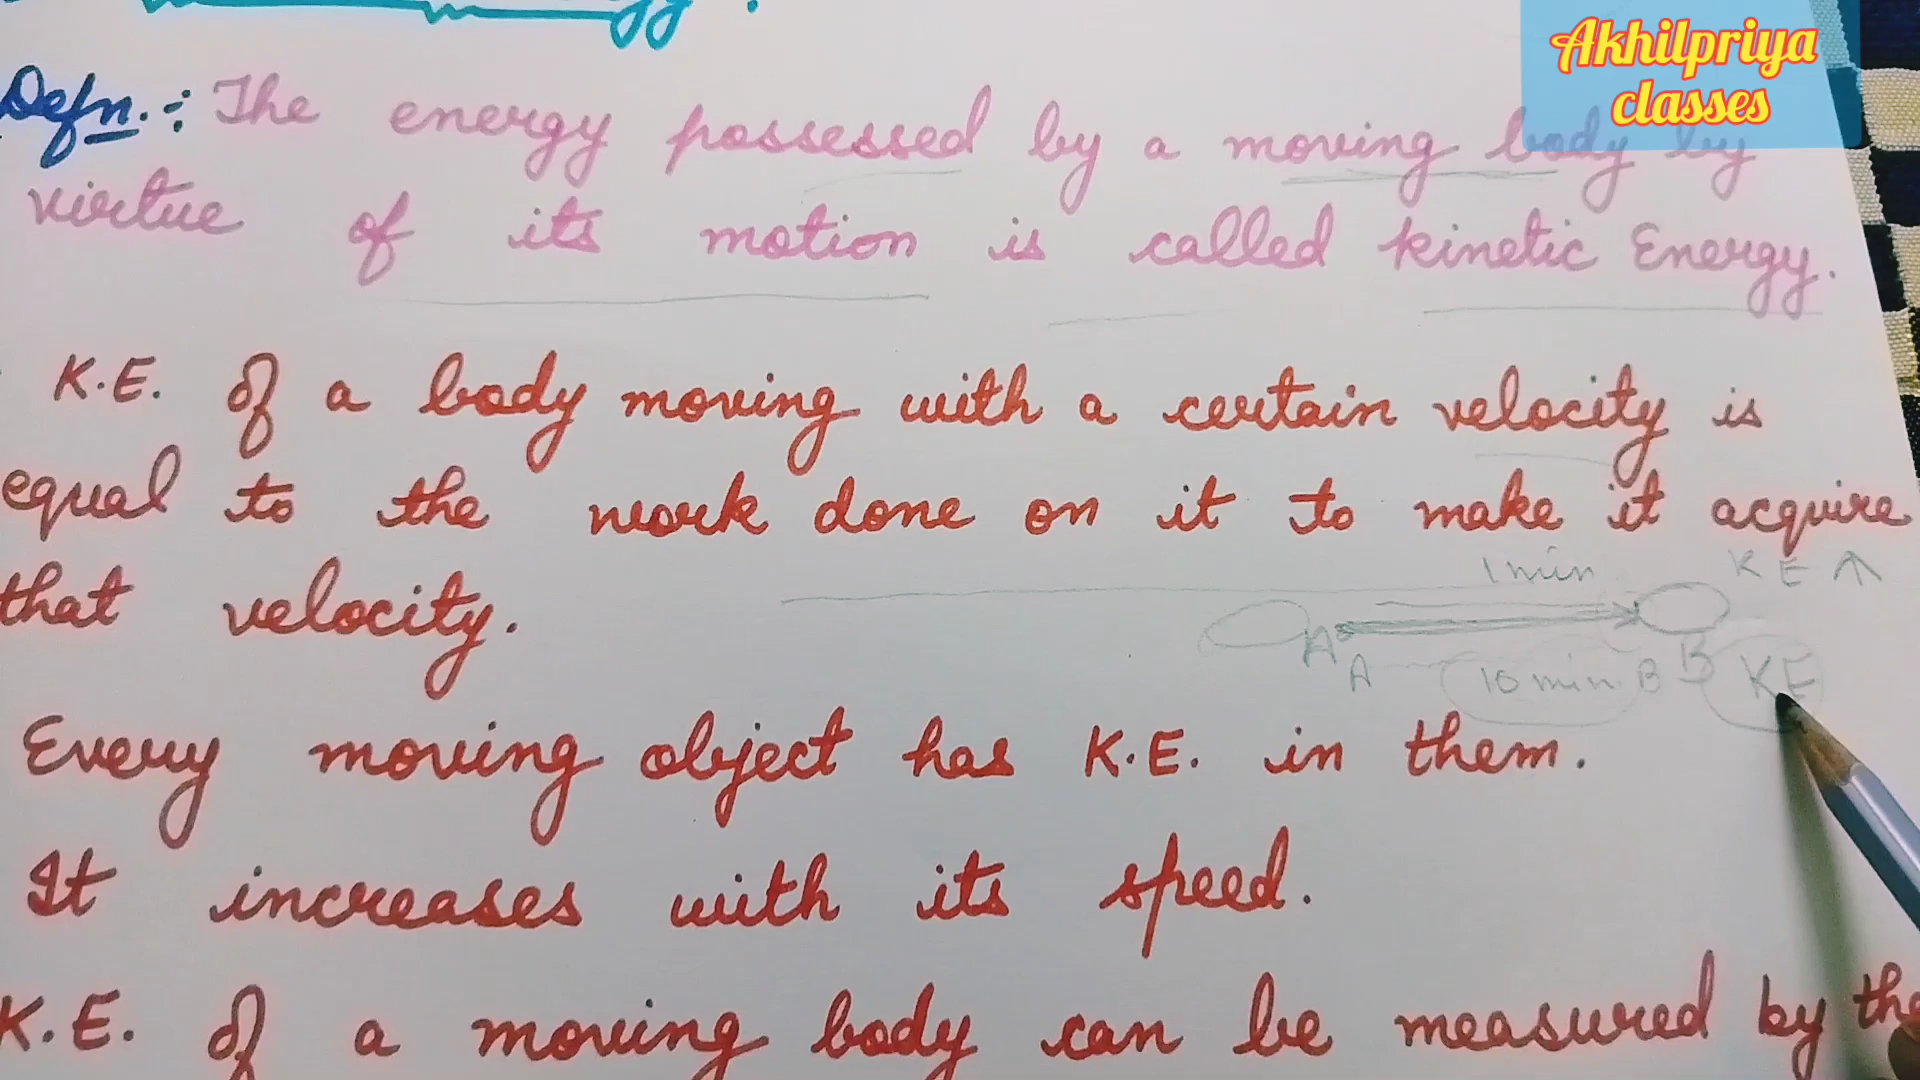 Akhilpriya
classes
Defn. :- The energy possessed by a moving body by
virtue of its motion is called kinetic Energy.
K.E. of a body moving with a certain velocity is
equal to the work done on it to make it acquire
that velocity.
1 min KE ↑
A A 10 min B B KE
Every moving object has K.E. in them.
It increases with its speed.
K.E. of a moving body can be measured by the